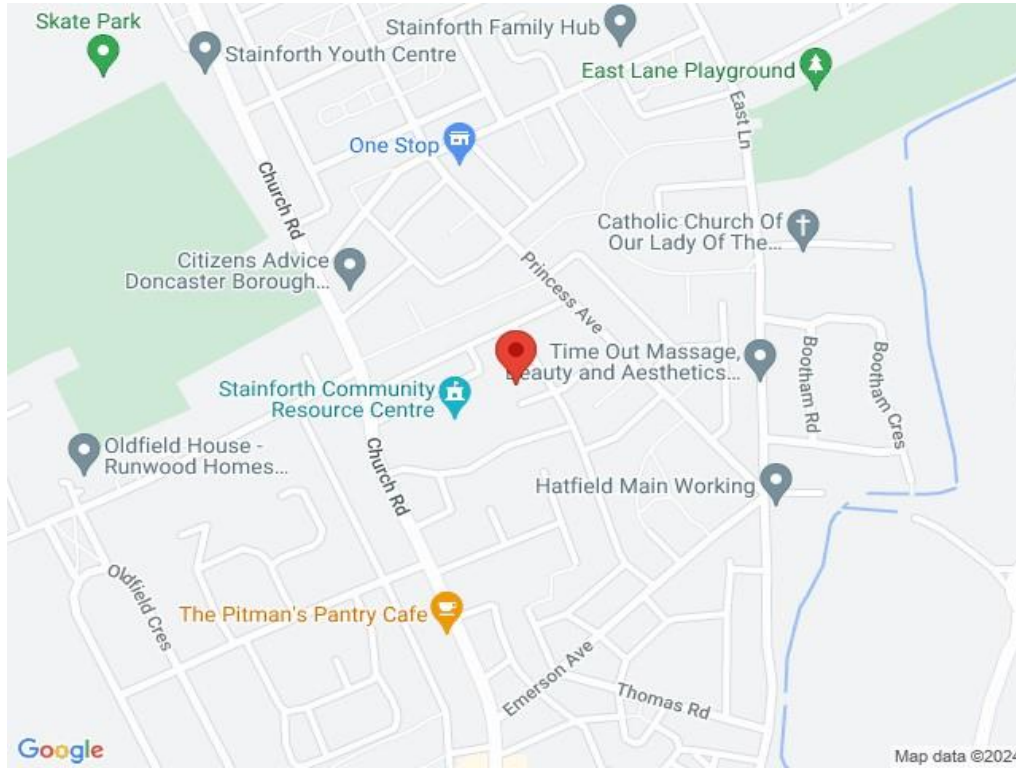 Skate Park
Stainforth Youth Centre
Stainforth Family Hub
East Lane Playground
East Ln
One Stop
Church Rd
Catholic Church Of
Our Lady Of The...
Citizens Advice
Doncaster Borough...
Princess Ave
Time Out Massage,
Beauty and Aesthetics...
Bootham Rd
Bootham Cres
Stainforth Community
Resource Centre
Oldfield House -
Runwood Homes...
Church Rd
Hatfield Main Working
Oldfield Cres
The Pitman's Pantry Cafe
Emerson Ave
Thomas Rd
Google
Map data ©2024